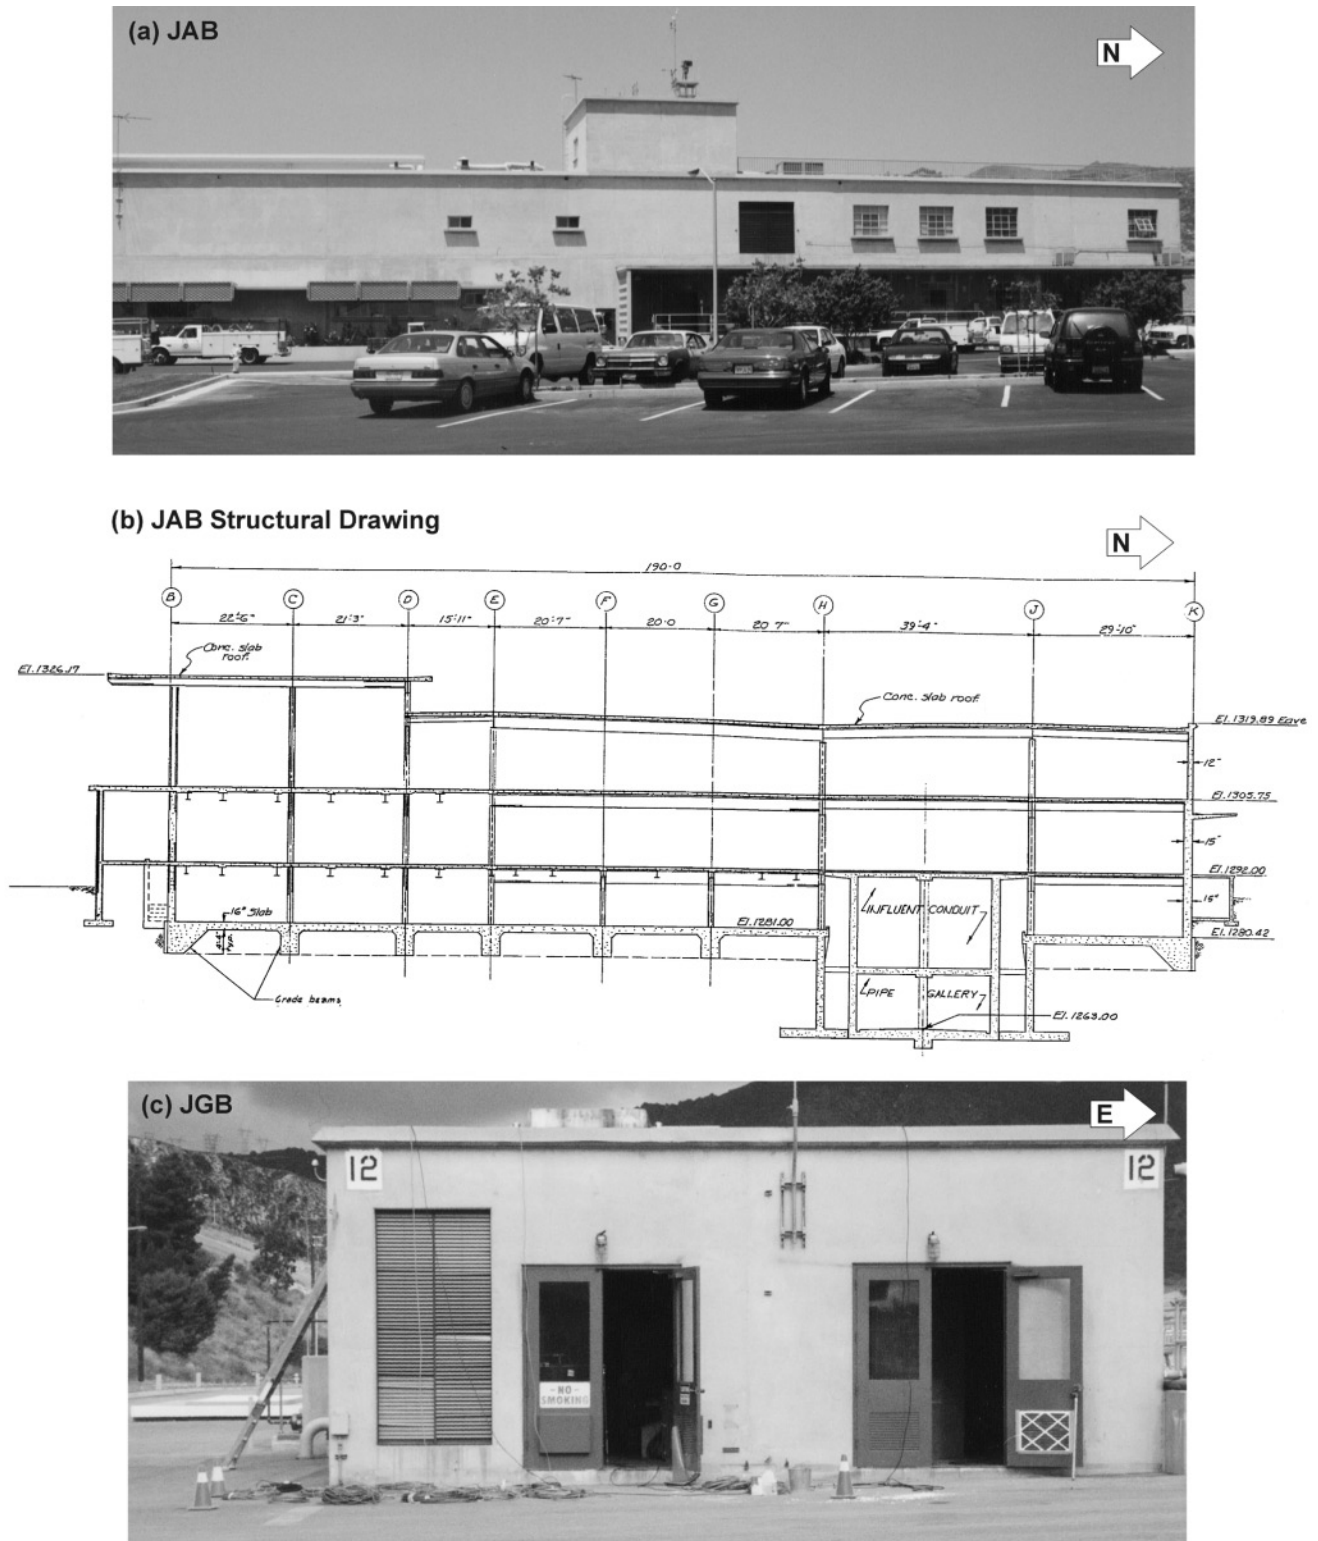 (a) JAB
N
(b) JAB Structural Drawing
N
190-0
B C D E F G H J K
22'-6" 21'-3" 15'-11" 20'-7" 20-0 20 7" 39'-4" 29'-10"
Conc. slab
roof.
El. 1326.17
Conc. slab roof.
El. 1319.89 Eave
12"
El. 1305.75
15"
El. 1292.00
15"
16" Slab
El. 1281.00
INFLUENT CONDUIT
El. 1280.42
Grade beams
PIPE GALLERY
El. 1263.00
(c) JGB
E
12
12
-NO-
SMOKING